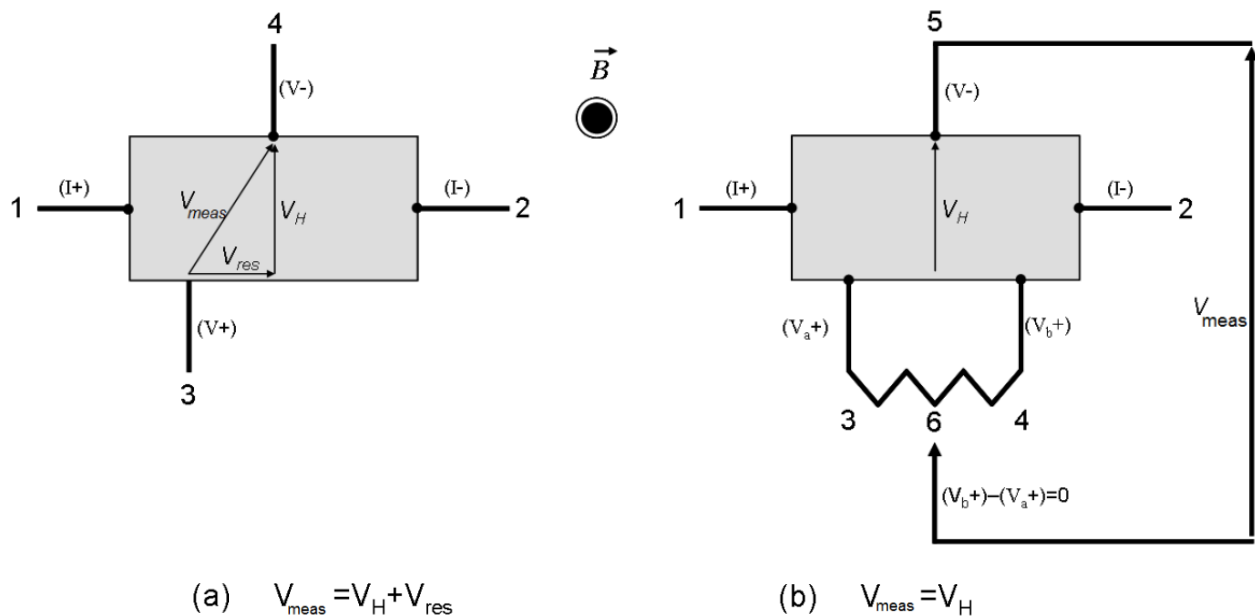 4
(V-)
1
(I+)
(I-)
2
V_meas
V_H
V_res
(V+)
3
B
5
(V-)
1
(I+)
(I-)
2
V_H
(V_a+)
(V_b+)
V_meas
3
6
4
(V_b+)–(V_a+)=0
(a) V_meas =V_H+V_res
(b) V_meas =V_H